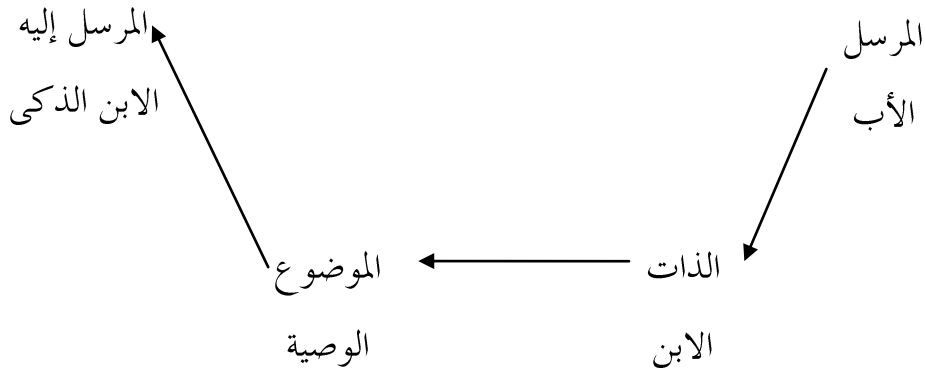 المرسل
الأب
المرسل إليه
الابن الذكى
الذات
الابن
الموضوع
الوصية